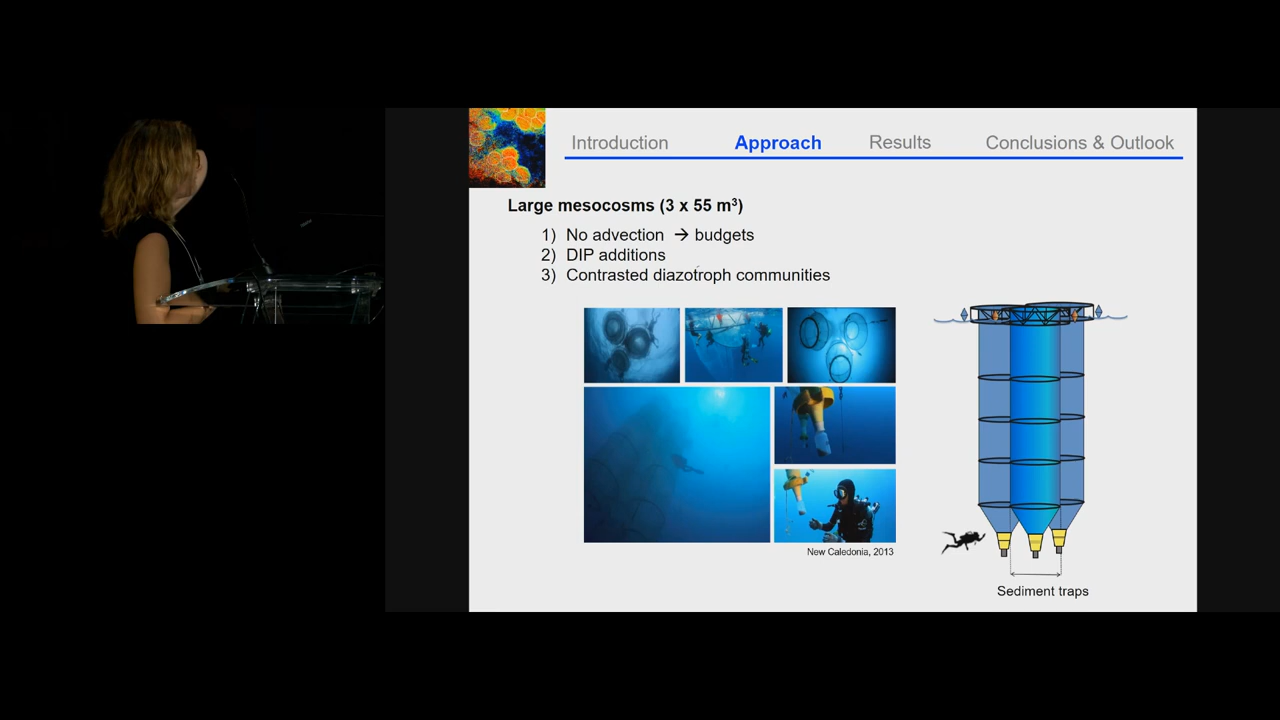 Introduction Approach Results Conclusions & Outlook
Large mesocosms (3 x 55 m³)
1) No advection → budgets
2) DIP additions
3) Contrasted diazotroph communities
New Caledonia, 2013
Sediment traps